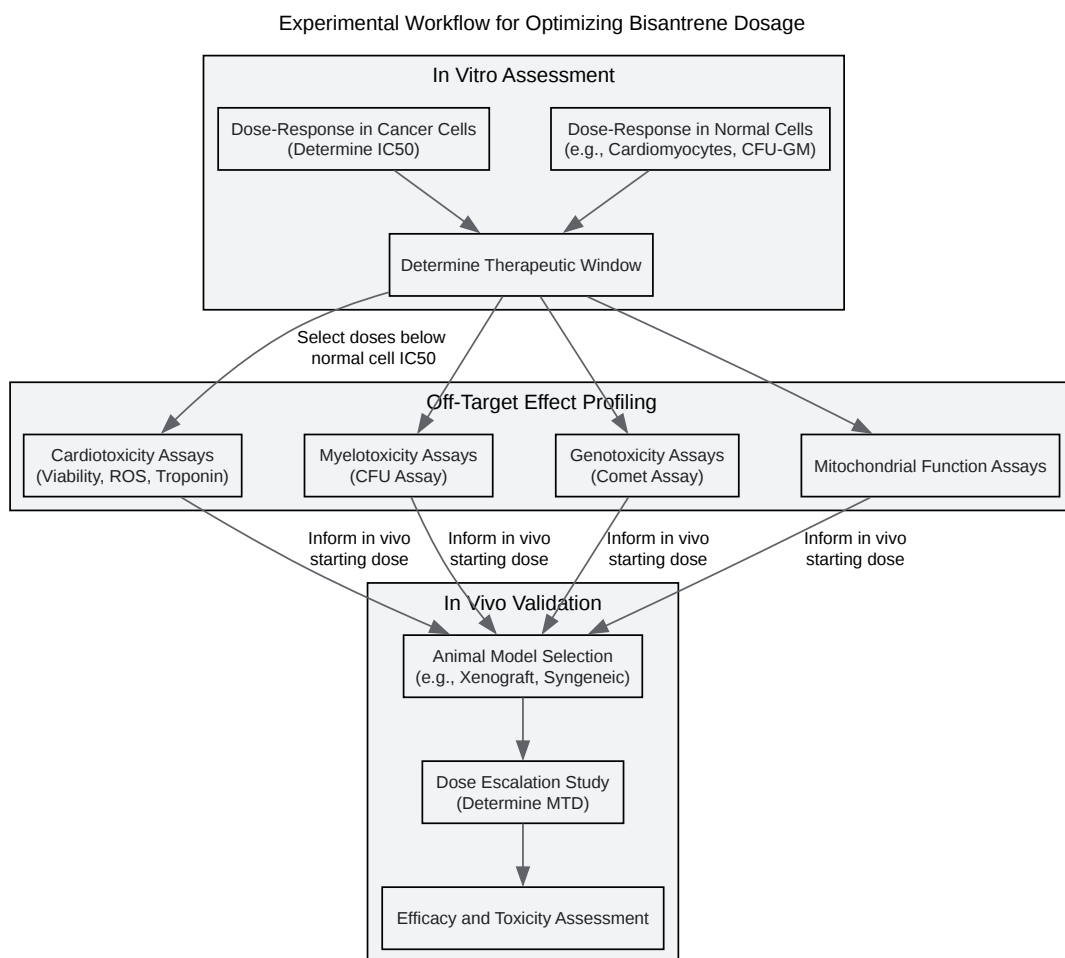 Experimental Workflow for Optimizing Bisantrene Dosage
In Vitro Assessment
Dose-Response in Cancer Cells
(Determine IC50)
Dose-Response in Normal Cells
(e.g., Cardiomyocytes, CFU-GM)
Determine Therapeutic Window
Select doses below
normal cell IC50
Off-Target Effect Profiling
Cardiotoxicity Assays
(Viability, ROS, Troponin)
Myelotoxicity Assays
(CFU Assay)
Genotoxicity Assays
(Comet Assay)
Mitochondrial Function Assays
Inform in vivo
starting dose
Inform in vivo
starting dose
Inform in vivo
starting dose
Inform in vivo
starting dose
In Vivo Validation
Animal Model Selection
(e.g., Xenograft, Syngeneic)
Dose Escalation Study
(Determine MTD)
Efficacy and Toxicity Assessment